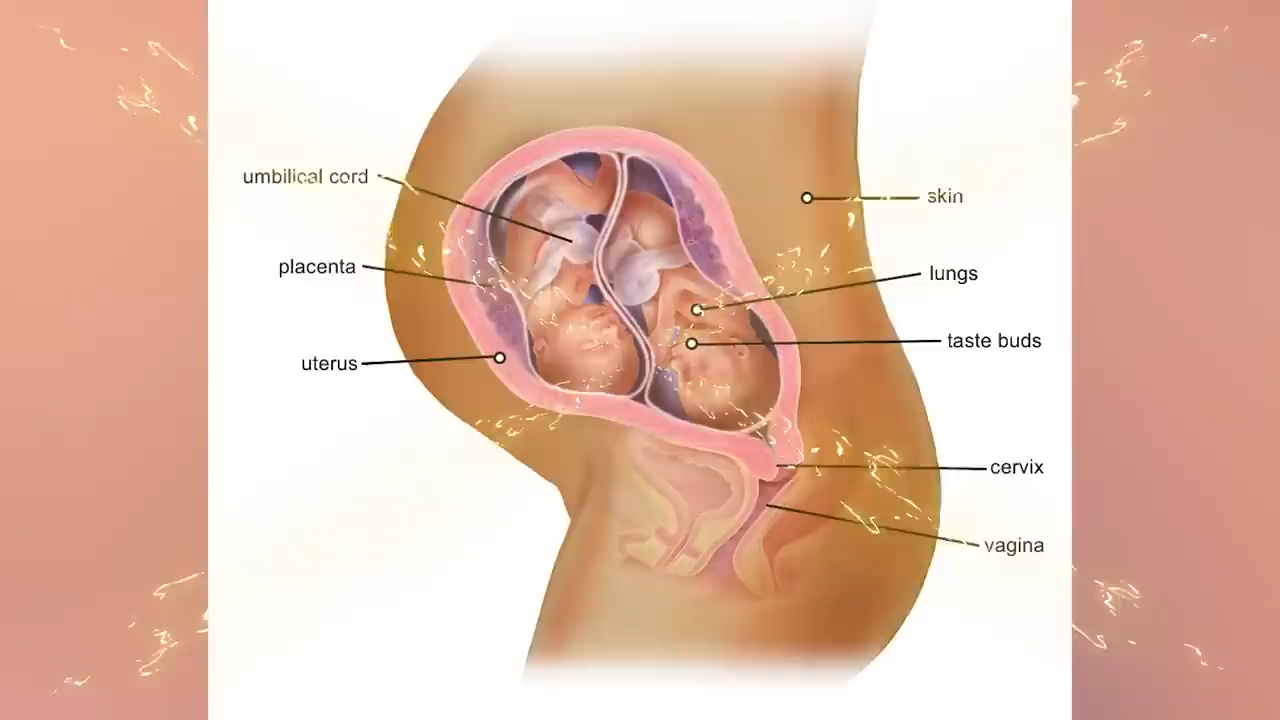 umbilical cord
skin
placenta
lungs
taste buds
uterus
cervix
vagina